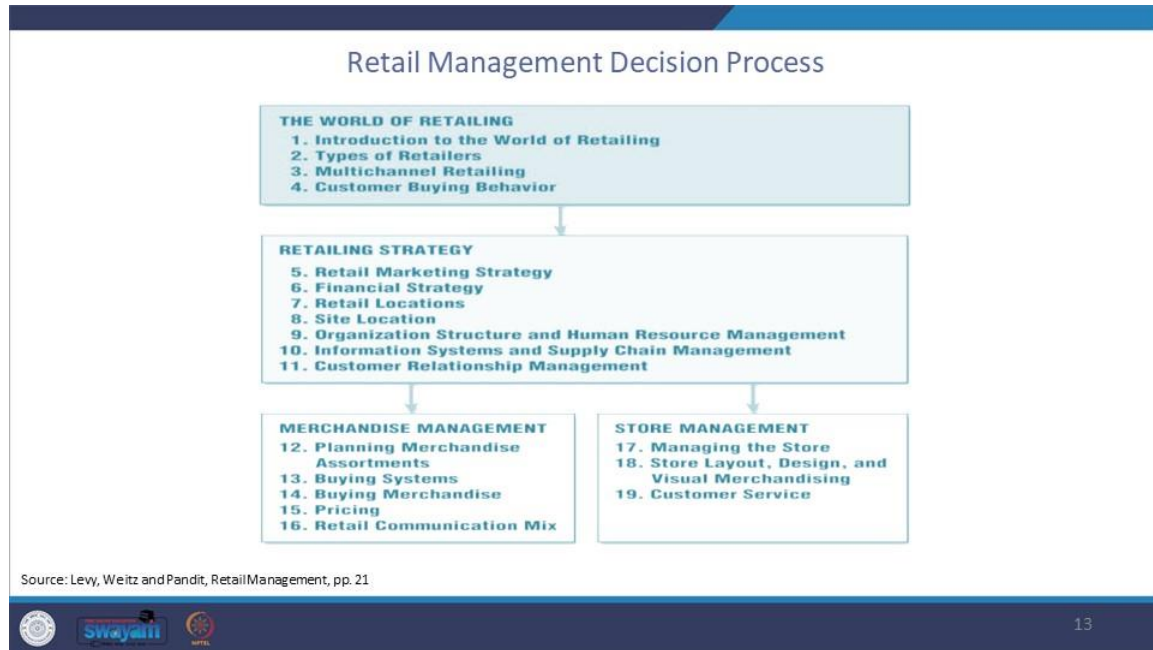 Retail Management Decision Process
THE WORLD OF RETAILING
1. Introduction to the World of Retailing
2. Types of Retailers
3. Multichannel Retailing
4. Customer Buying Behavior
RETAILING STRATEGY
5. Retail Marketing Strategy
6. Financial Strategy
7. Retail Locations
8. Site Location
9. Organization Structure and Human Resource Management
10. Information Systems and Supply Chain Management
11. Customer Relationship Management
MERCHANDISE MANAGEMENT
12. Planning Merchandise
Assortments
13. Buying Systems
14. Buying Merchandise
15. Pricing
16. Retail Communication Mix
STORE MANAGEMENT
17. Managing the Store
18. Store Layout, Design, and
Visual Merchandising
19. Customer Service
Source: Levy, Weitz and Pandit, Retail Management, pp. 21
swayam
NPTEL
13